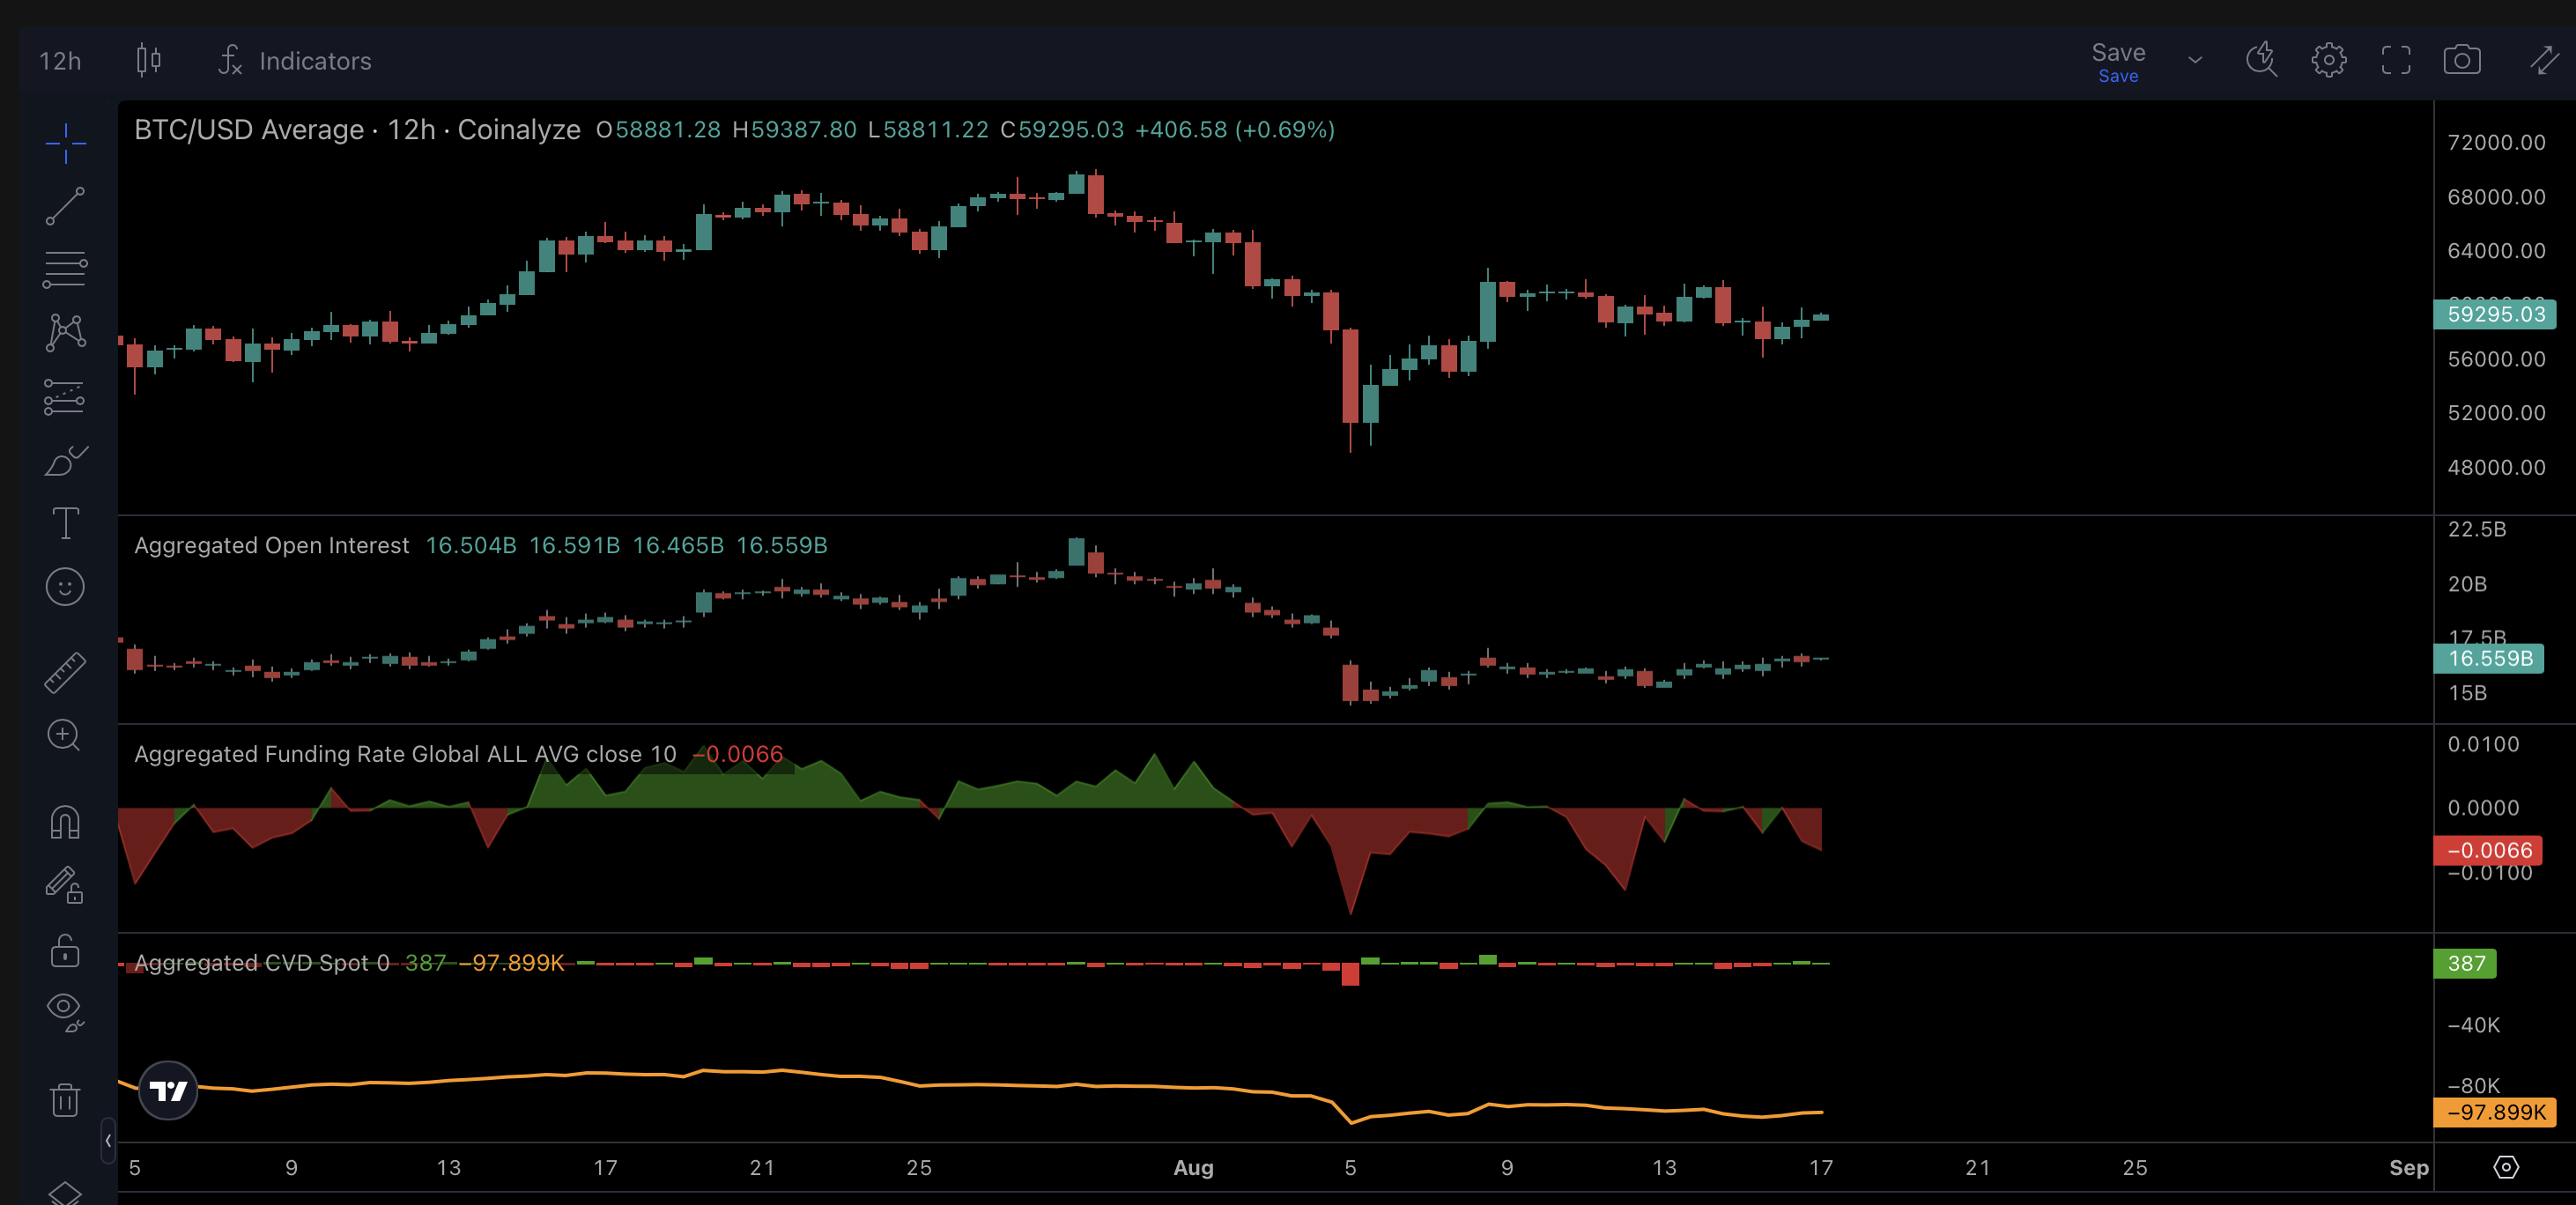 12h Indicators Save
Save
BTC/USD Average · 12h · Coinalyze O58881.28 H59387.80 L58811.22 C59295.03 +406.58 (+0.69%)
72000.00
68000.00
64000.00
59295.03
56000.00
52000.00
48000.00
Aggregated Open Interest 16.504B 16.591B 16.465B 16.559B
22.5B
20B
17.5B
16.559B
15B
Aggregated Funding Rate Global ALL AVG close 10 −0.0066
0.0100
0.0000
−0.0066
−0.0100
Aggregated CVD Spot 0 387 −97.899K
387
−40K
−80K
−97.899K
5 9 13 17 21 25 Aug 5 9 13 17 21 25 Sep